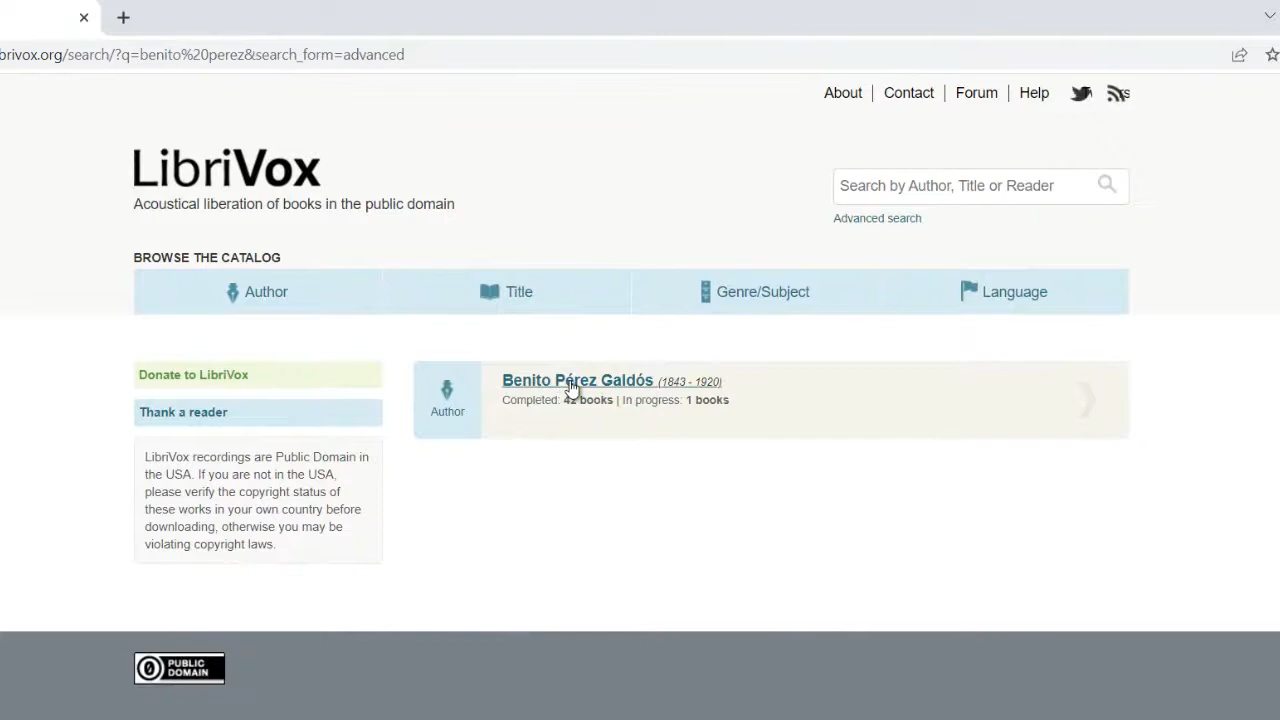 brivox.org/search/?q=benito%20perez&search_form=advanced
About | Contact | Forum | Help
LibriVox
Acoustical liberation of books in the public domain
Search by Author, Title or Reader
Advanced search
BROWSE THE CATALOG
Author Title Genre/Subject Language
Donate to LibriVox
Thank a reader
LibriVox recordings are Public Domain in
the USA. If you are not in the USA,
please verify the copyright status of
these works in your own country before
downloading, otherwise you may be
violating copyright laws.
Author
Benito Pérez Galdós (1843 - 1920)
Completed: 42 books | In progress: 1 books
PUBLIC
DOMAIN